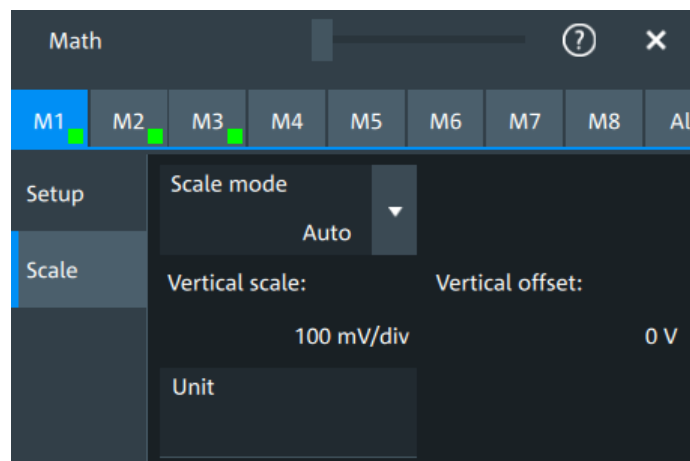 Math
?
M1 M2 M3 M4 M5 M6 M7 M8 Al
Setup
Scale mode
Auto
Scale
Vertical scale: Vertical offset:
100 mV/div 0 V
Unit